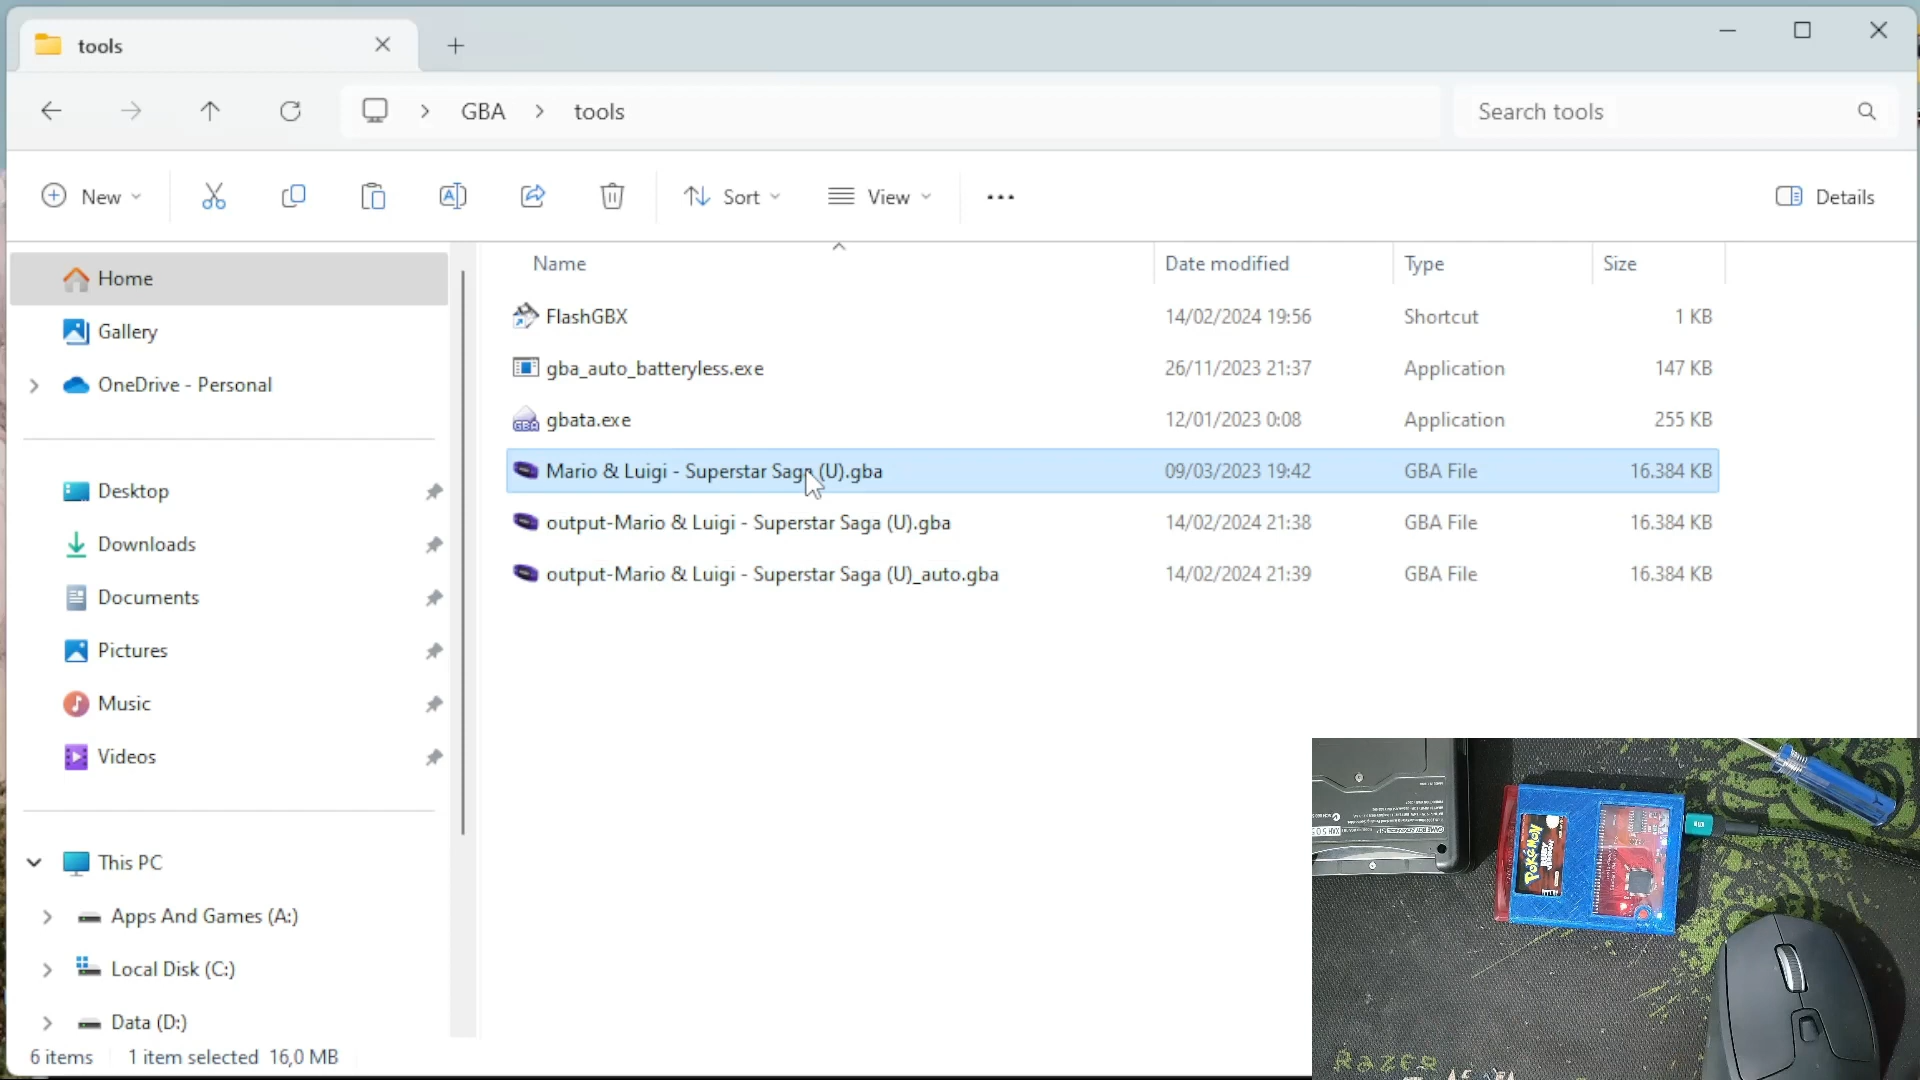 tools
GBA > tools
Search tools
New
Sort
View
Details
Home
Gallery
OneDrive - Personal
Desktop
Downloads
Documents
Pictures
Music
Videos
This PC
Apps And Games (A:)
Local Disk (C:)
Data (D:)
Name Date modified Type Size
FlashGBX 14/02/2024 19:56 Shortcut 1 KB
gba_auto_batteryless.exe 26/11/2023 21:37 Application 147 KB
gbata.exe 12/01/2023 0:08 Application 255 KB
Mario & Luigi - Superstar Saga (U).gba 09/03/2023 19:42 GBA File 16.384 KB
output-Mario & Luigi - Superstar Saga (U).gba 14/02/2024 21:38 GBA File 16.384 KB
output-Mario & Luigi - Superstar Saga (U)_auto.gba 14/02/2024 21:39 GBA File 16.384 KB
6 items 1 item selected 16,0 MB
POKéMON
RAZER